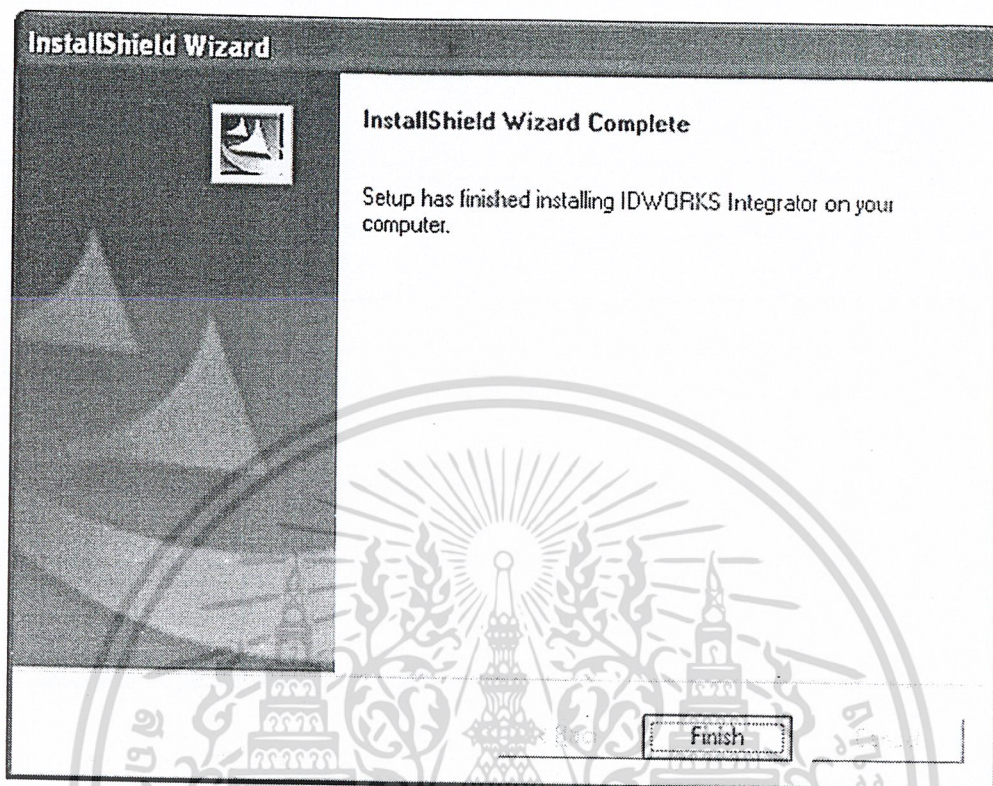 InstallShield Wizard
InstallShield Wizard Complete
Setup has finished installing IDWORKS Integrator on your
computer.
Finish